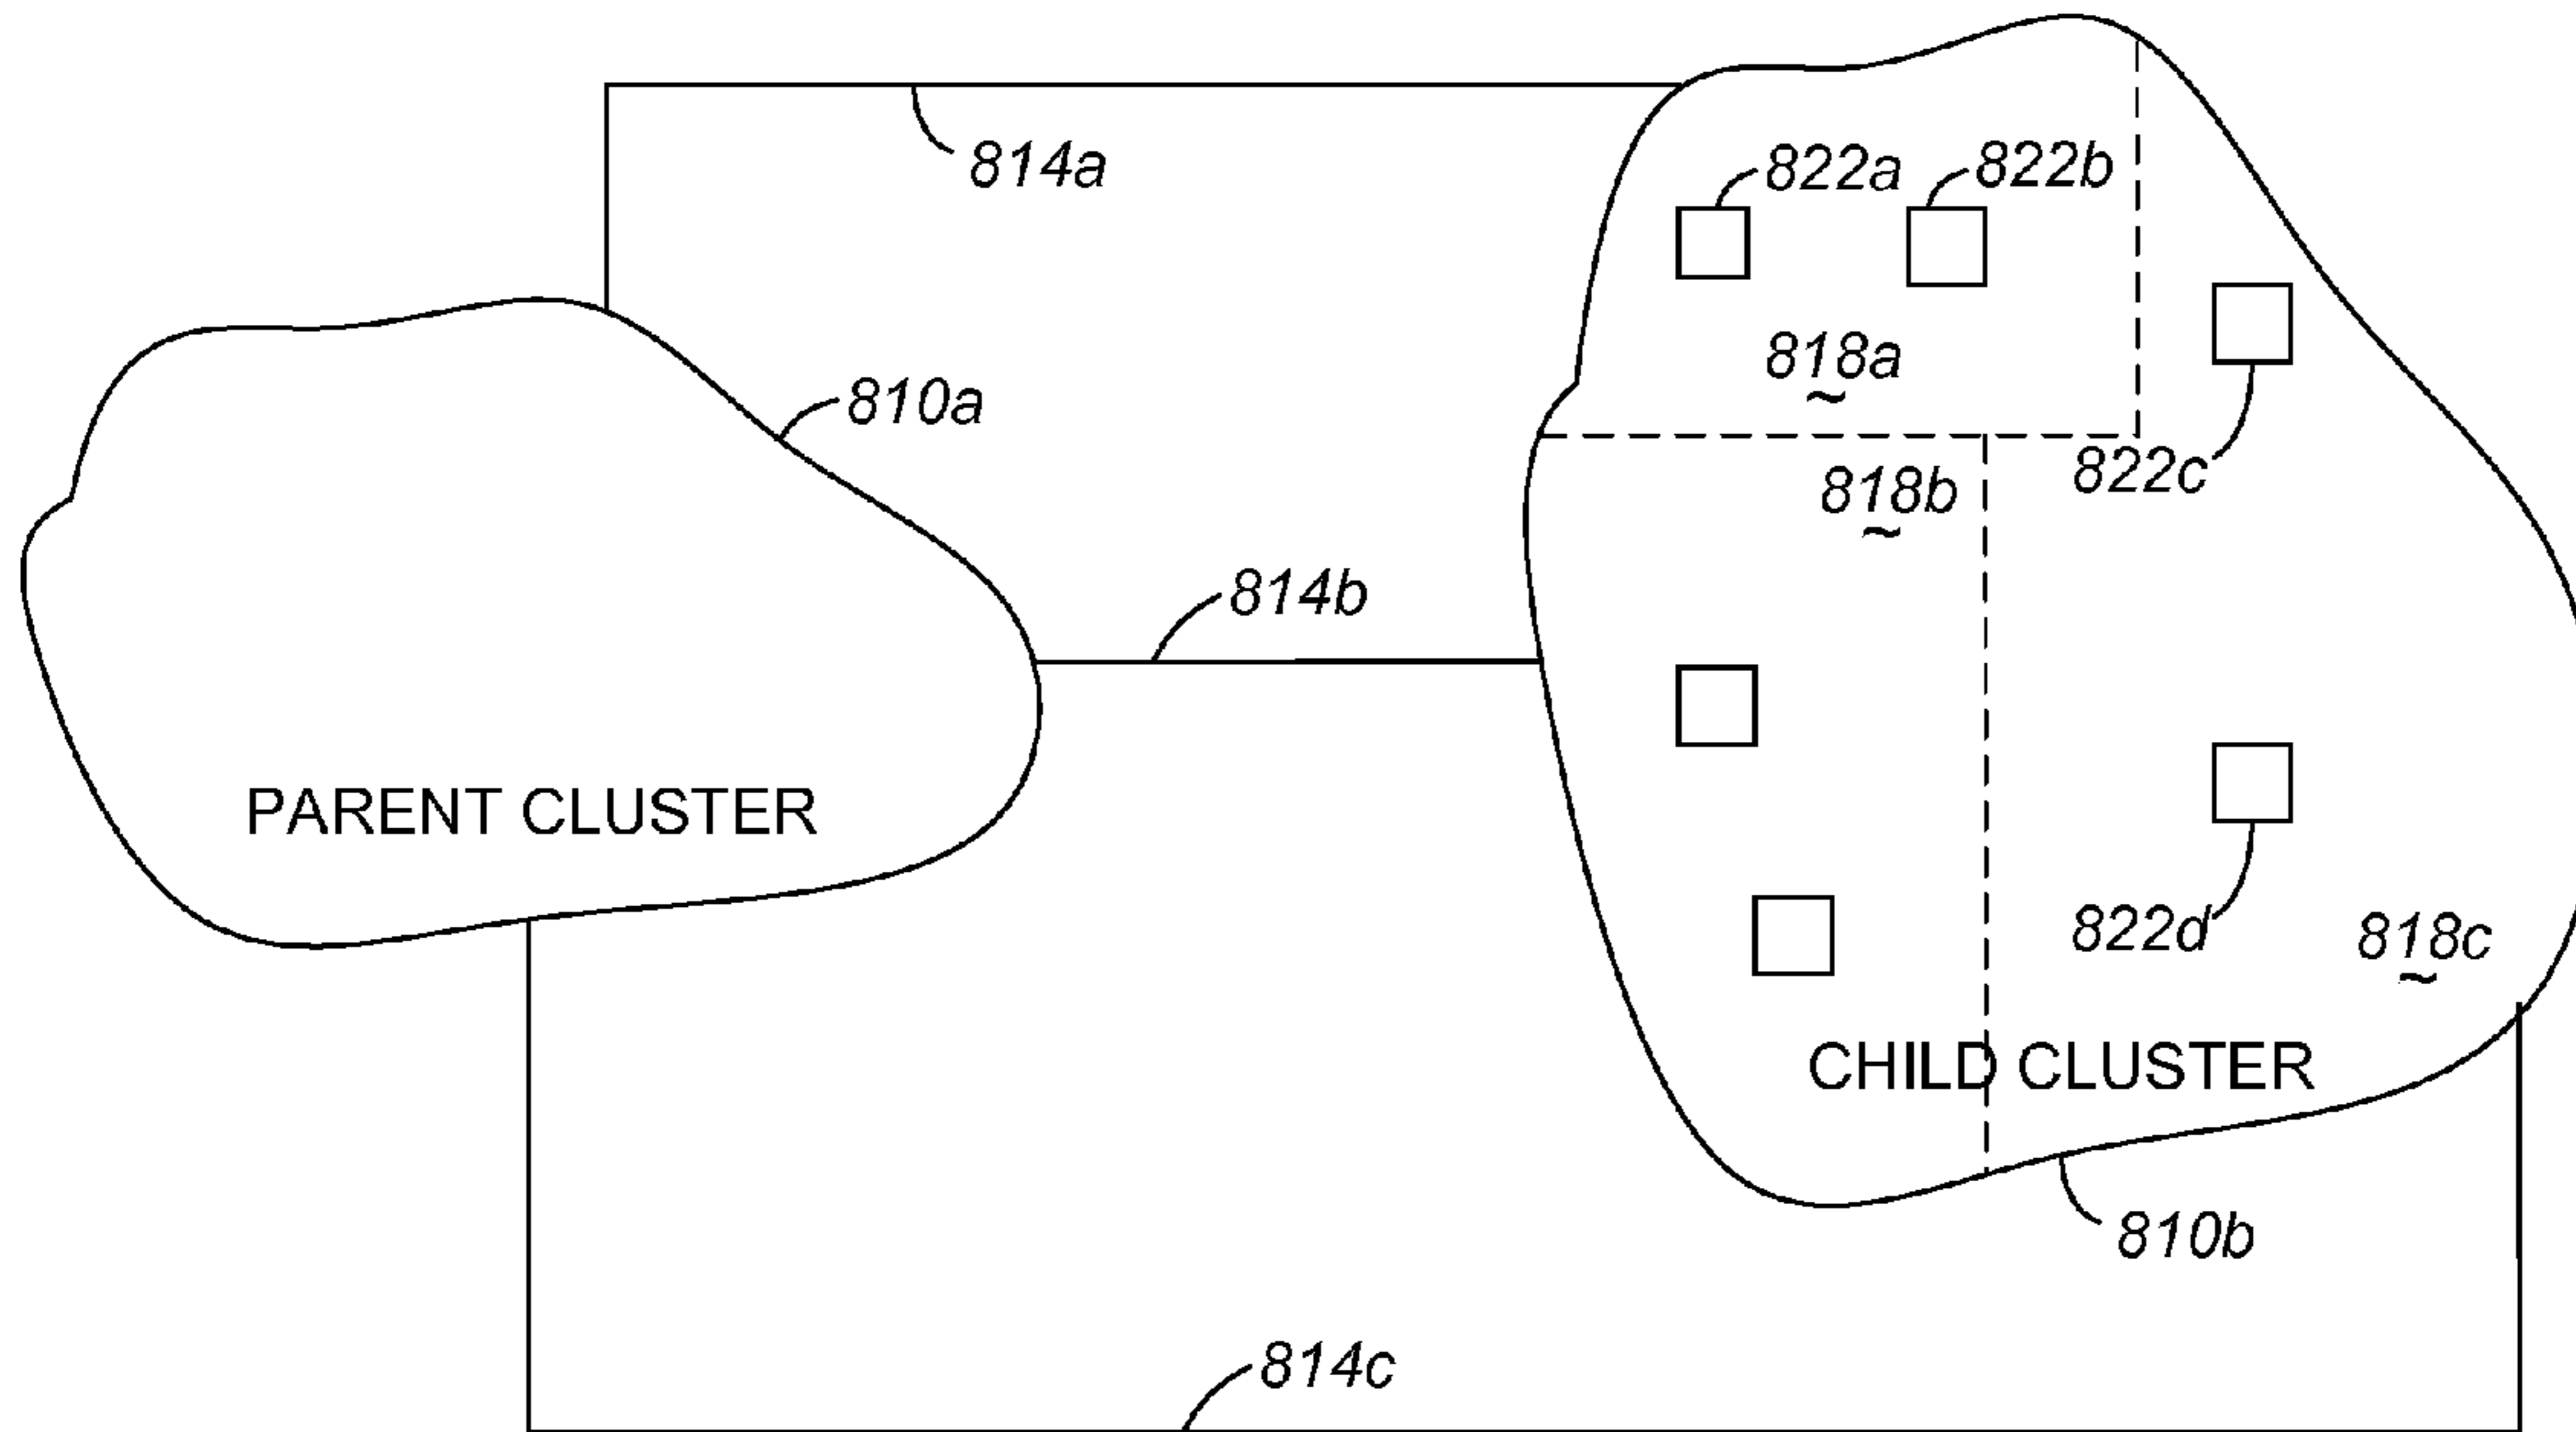 814a
822a
822b
818a
810a
822c
818b
814b
PARENT CLUSTER
822d
818c
CHILD CLUSTER
810b
814c